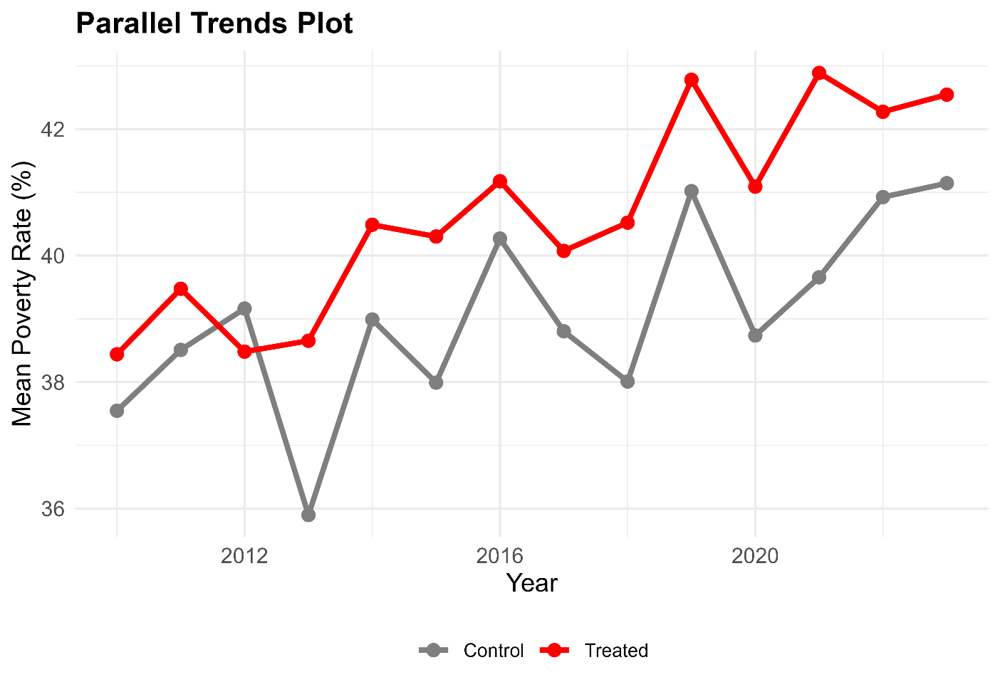 Parallel Trends Plot
Mean Poverty Rate (%)
42
40
38
36
2012 2016 2020
Year
Control Treated